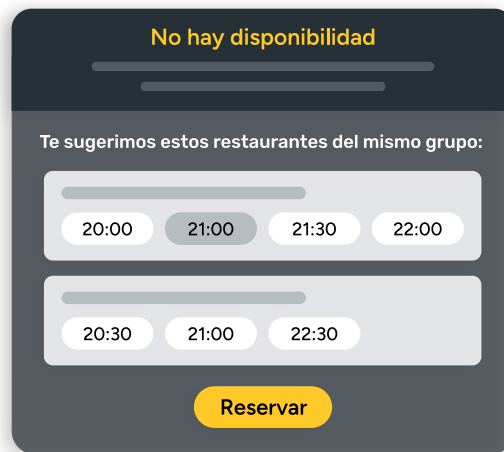 No hay disponibilidad
Te sugerimos estos restaurantes del mismo grupo:
20:00 21:00 21:30 22:00
20:30 21:00 22:30
Reservar